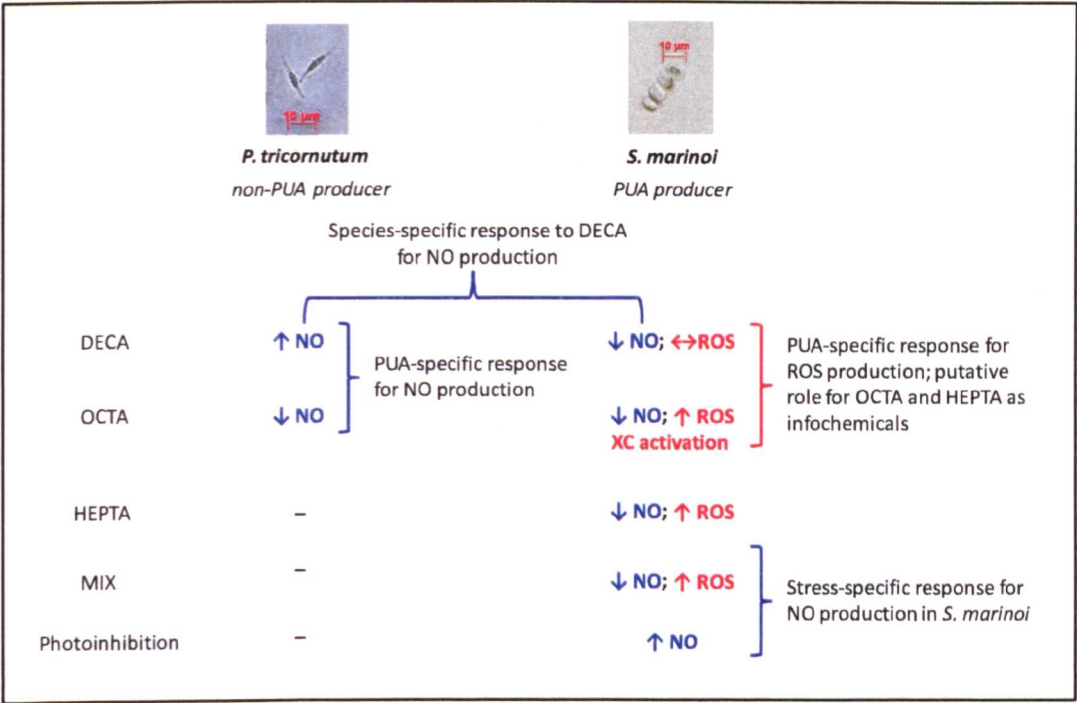 10 μm
10 μm
P. tricornutum
non-PUA producer
S. marinoi
PUA producer
Species-specific response to DECA
for NO production
DECA
↑ NO
↓ NO; ↔ROS
PUA-specific response
for NO production
PUA-specific response for
ROS production; putative
role for OCTA and HEPTA as
infochemicals
OCTA
↓ NO
↓ NO; ↑ ROS
XC activation
HEPTA
–
↓ NO; ↑ ROS
MIX
–
↓ NO; ↑ ROS
Stress-specific response for
NO production in S. marinoi
Photoinhibition
–
↑ NO